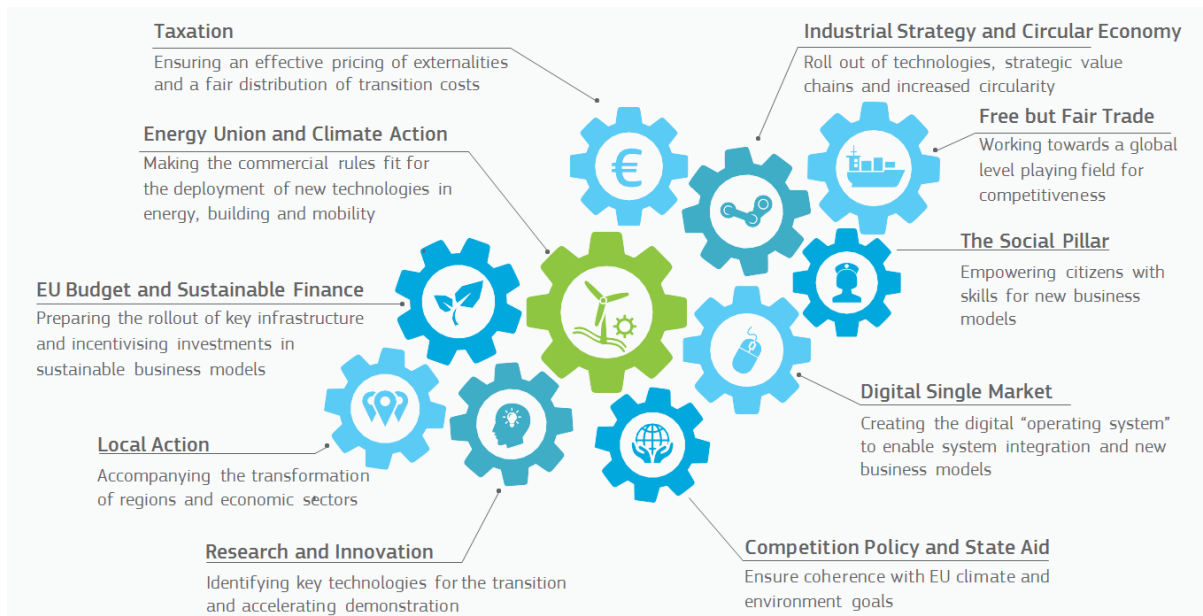 Taxation
Ensuring an effective pricing of externalities
and a fair distribution of transition costs
Industrial Strategy and Circular Economy
Roll out of technologies, strategic value
chains and increased circularity
Free but Fair Trade
Working towards a global
level playing field for
competitiveness
Energy Union and Climate Action
Making the commercial rules fit for
the deployment of new technologies in
energy, building and mobility
€
The Social Pillar
Empowering citizens with
skills for new business
models
EU Budget and Sustainable Finance
Preparing the rollout of key infrastructure
and incentivising investments in
sustainable business models
Digital Single Market
Creating the digital “operating system”
to enable system integration and new
business models
Local Action
Accompanying the transformation
of regions and economic sectors
Research and Innovation
Identifying key technologies for the transition
and accelerating demonstration
Competition Policy and State Aid
Ensure coherence with EU climate and
environment goals